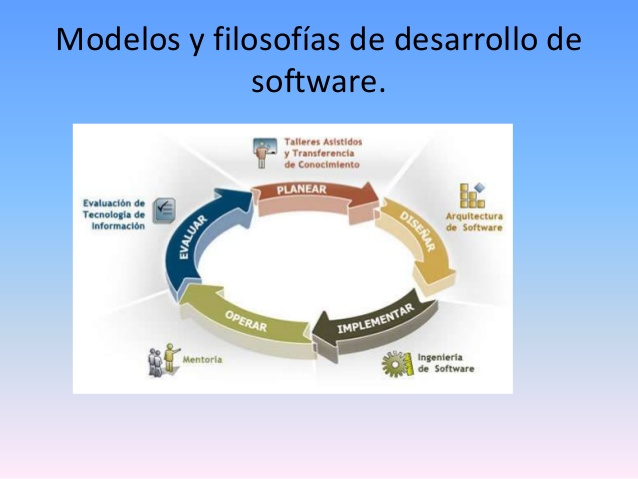 Modelos y filosofías de desarrollo de
software.
Talleres Asistidos
y Transferencia
de Conocimiento
PLANEAR
Evaluación de
Tecnología de
Información
EVALUAR
DISEÑAR
Arquitectura
de Software
OPERAR
IMPLEMENTAR
Mentoría
Ingeniería
de Software